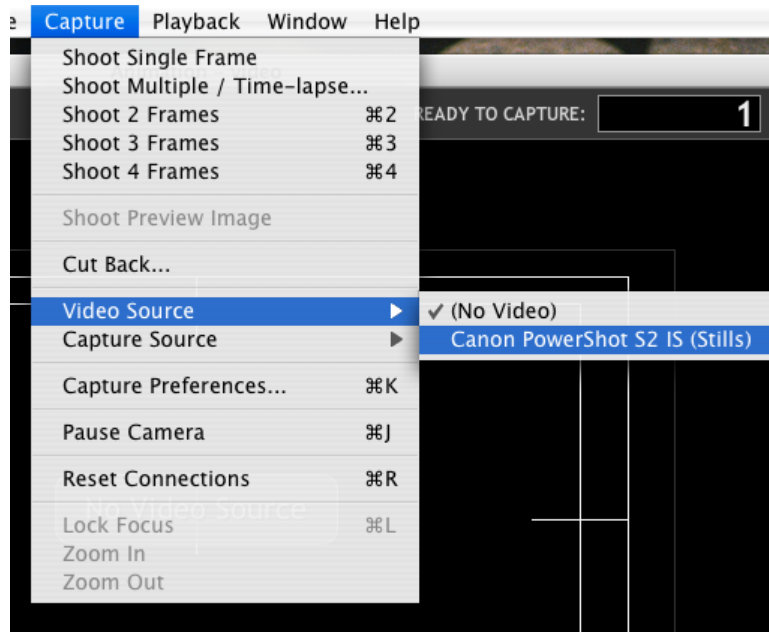 e Capture Playback Window Help
Shoot Single Frame
Shoot Multiple / Time-lapse...
Shoot 2 Frames ⌘2
READY TO CAPTURE: 1
Shoot 3 Frames ⌘3
Shoot 4 Frames ⌘4
Shoot Preview Image
Cut Back...
Video Source
✓ (No Video)
Capture Source
Canon PowerShot S2 IS (Stills)
Capture Preferences... ⌘K
Pause Camera ⌘J
Reset Connections ⌘R
No Video Source
Lock Focus ⌘L
Zoom In
Zoom Out